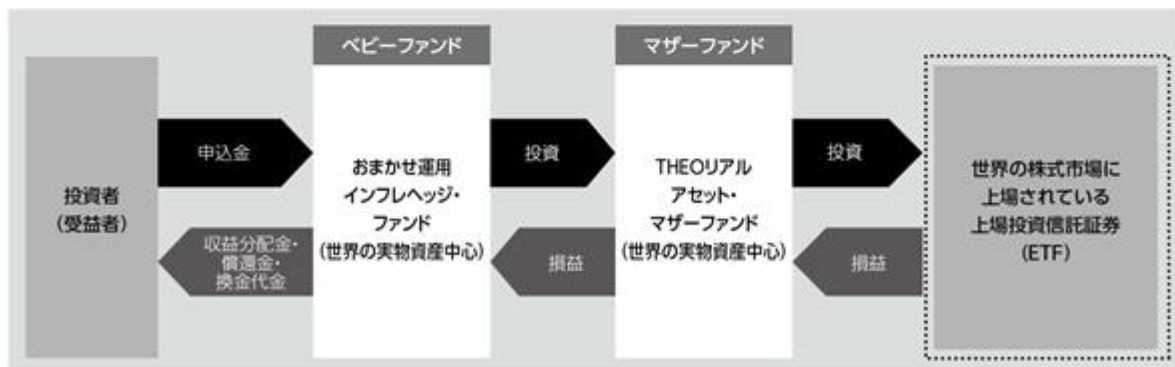 ベビーファンド
マザーファンド
投資者
(受益者)
申込金
収益分配金・
償還金・
換金代金
おまかせ運用
インフレヘッジ・
ファンド
(世界の実物資産中心)
投資
損益
THEOリアル
アセット・
マザーファンド
(世界の実物資産中心)
投資
損益
世界の株式市場に
上場されている
上場投資信託証券
(ETF)